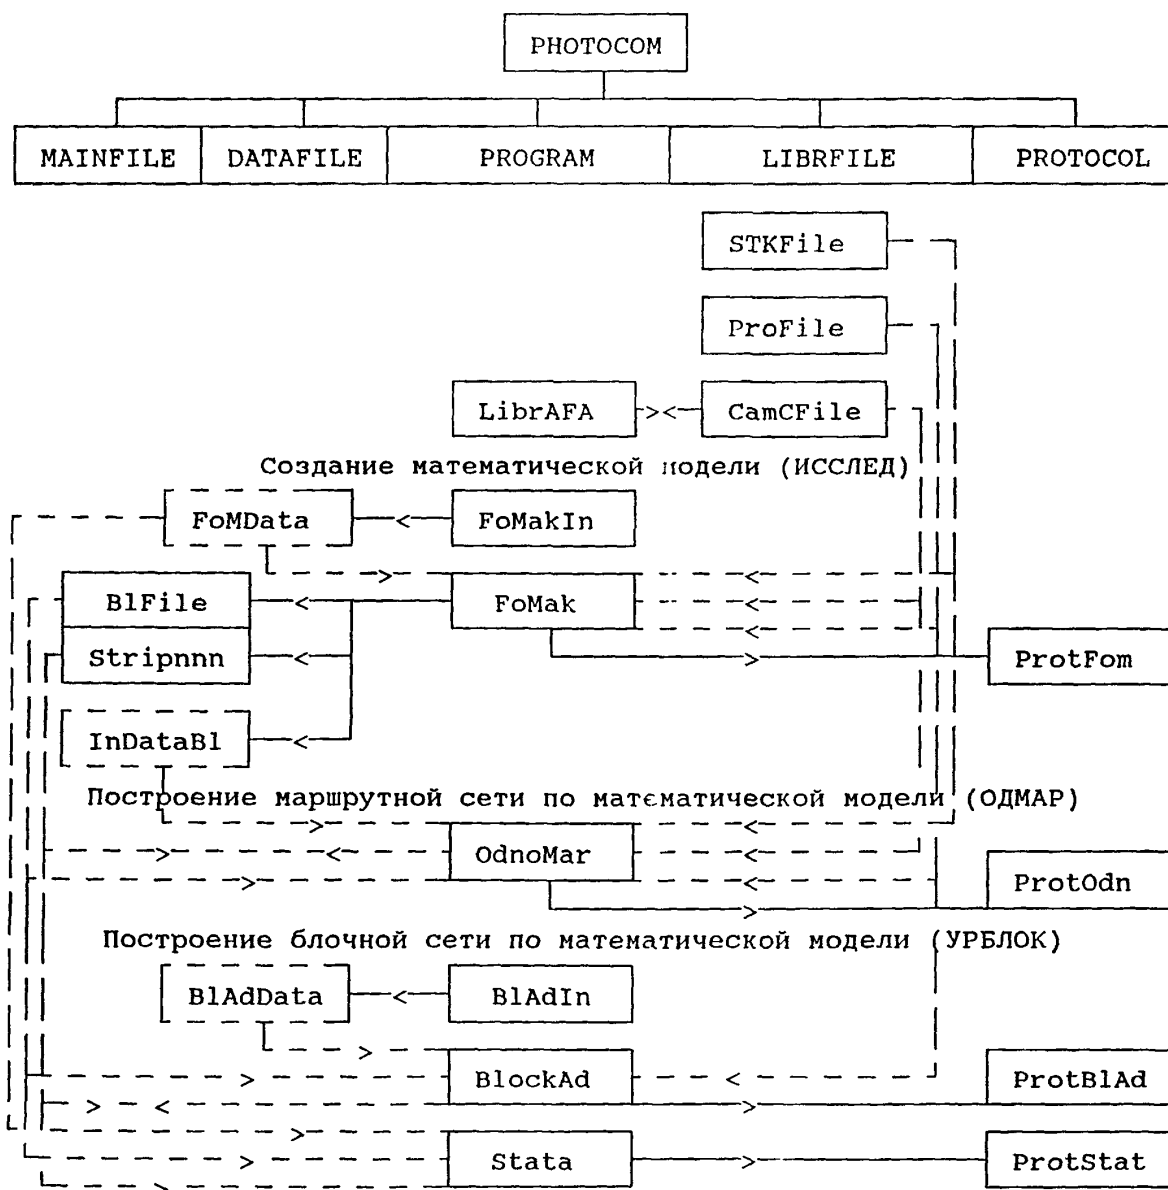 PHOTOCOM
MAINFILE DATAFILE PROGRAM LIBRFILE PROTOCOL
STKFile
ProFile
LibrAFA CamCFile
Создание математической модели (ИССЛЕД)
FoMData FoMakIn
BlFile FoMak
Stripnnn ProtFom
InDataBl
Построение маршрутной сети по математической модели (ОДМАР)
OdnoMar
ProtOdn
Построение блочной сети по математической модели (УРБЛОК)
BlAdData BlAdIn
BlockAd ProtBlAd
Stata ProtStat